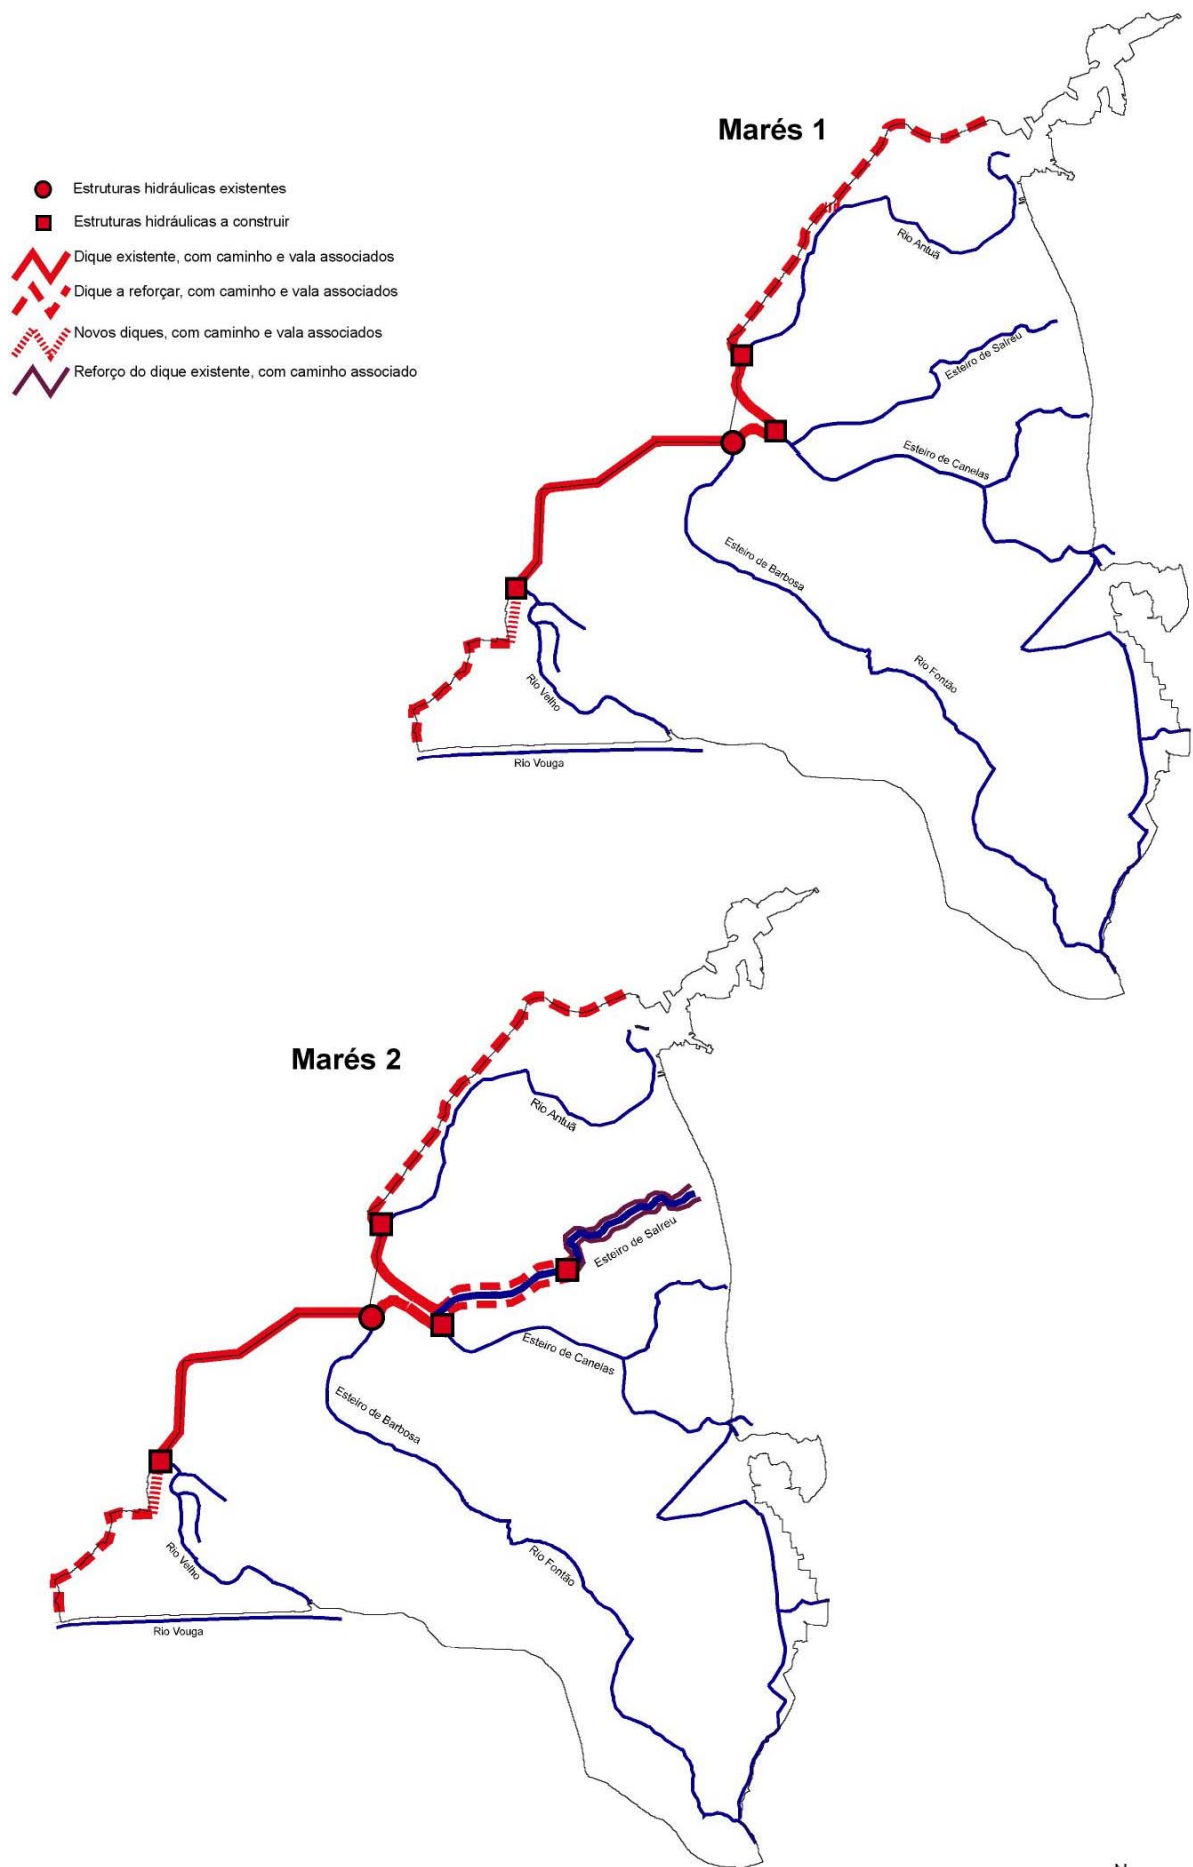 Marés 1
Estruturas hidráulicas existentes
Estruturas hidráulicas a construir
Dique existente, com caminho e vala associados
Dique a reforçar, com caminho e vala associados
Novos diques, com caminho e vala associados
Reforço do dique existente, com caminho associado
Rio Antuã
Esteiro de Salreu
Esteiro de Canelas
Esteiro de Barbosa
Rio Fontão
Rio Velho
Rio Vouga
Marés 2
Rio Antuã
Esteiro de Salreu
Esteiro de Canelas
Esteiro de Barbosa
Rio Fontão
Rio Velho
Rio Vouga
N